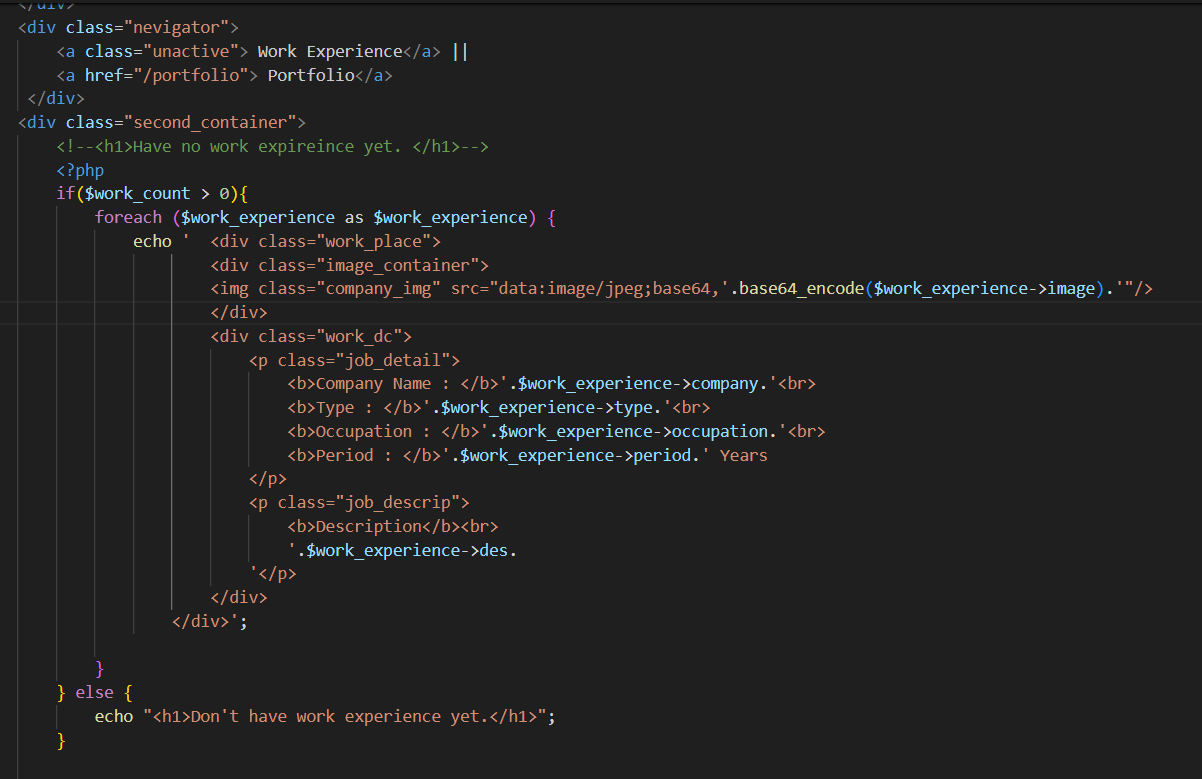 </div>
<div class="nevigator">
<a class="unactive"> Work Experience</a> ||
<a href="/portfolio"> Portfolio</a>
</div>
<div class="second_container">
<!--<h1>Have no work expireince yet. </h1>-->
<?php
if($work_count > 0){
foreach ($work_experience as $work_experience) {
echo '  <div class="work_place">
<div class="image_container">
<img class="company_img" src="data:image/jpeg;base64,'.base64_encode($work_experience->image).'"/>
</div>
<div class="work_dc">
<p class="job_detail">
<b>Company Name : </b>'.$work_experience->company.'<br>
<b>Type : </b>'.$work_experience->type.'<br>
<b>Occupation : </b>'.$work_experience->occupation.'<br>
<b>Period : </b>'.$work_experience->period.' Years
</p>
<p class="job_descrip">
<b>Description</b><br>
'.$work_experience->des.
'</p>
</div>
</div>';
}
} else {
echo "<h1>Don't have work experience yet.</h1>";
}